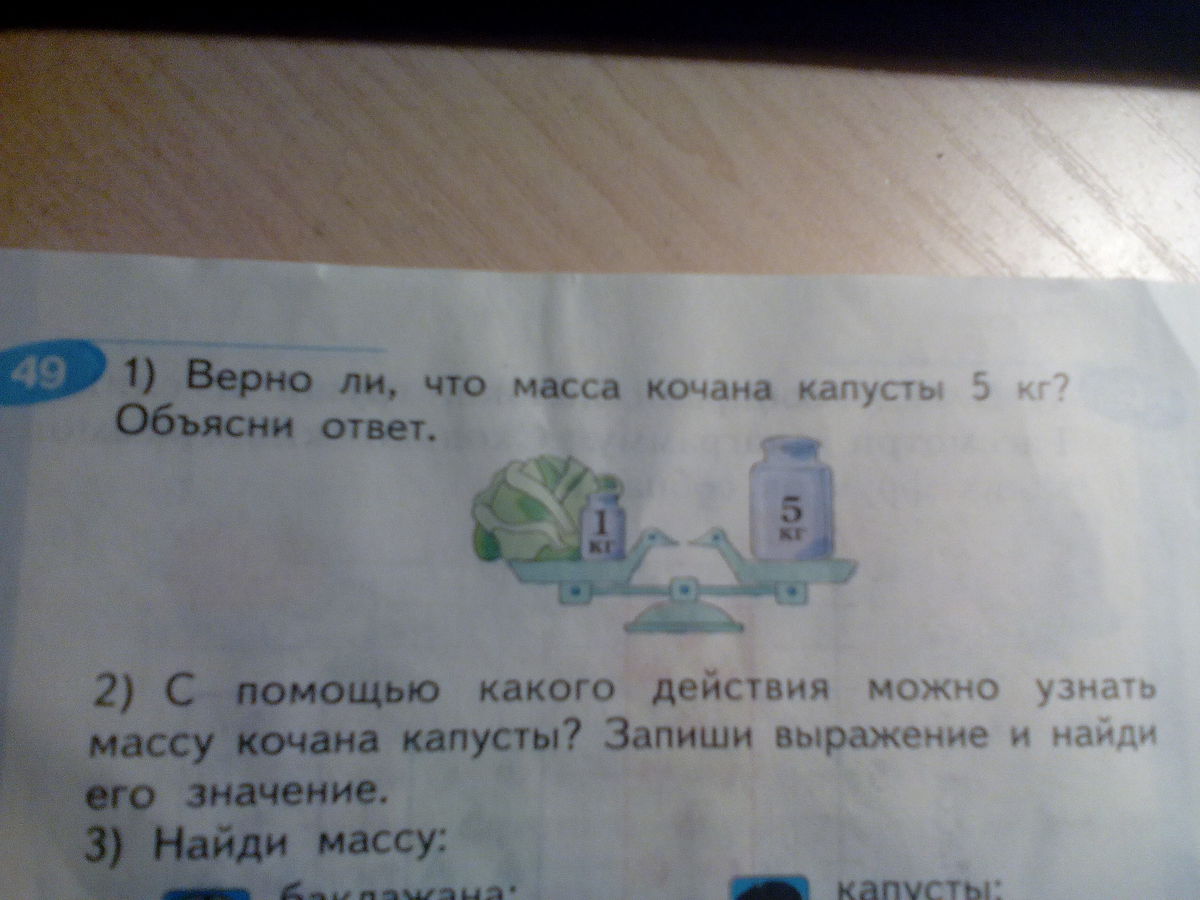 49 1) Верно ли, что масса кочана капусты 5 кг?
Объясни ответ.
1 кг
5 кг
2) С помощью какого действия можно узнать
массу кочана капусты? Запиши выражение и найди
его значение.
3) Найди массу:
баклажана: капусты: